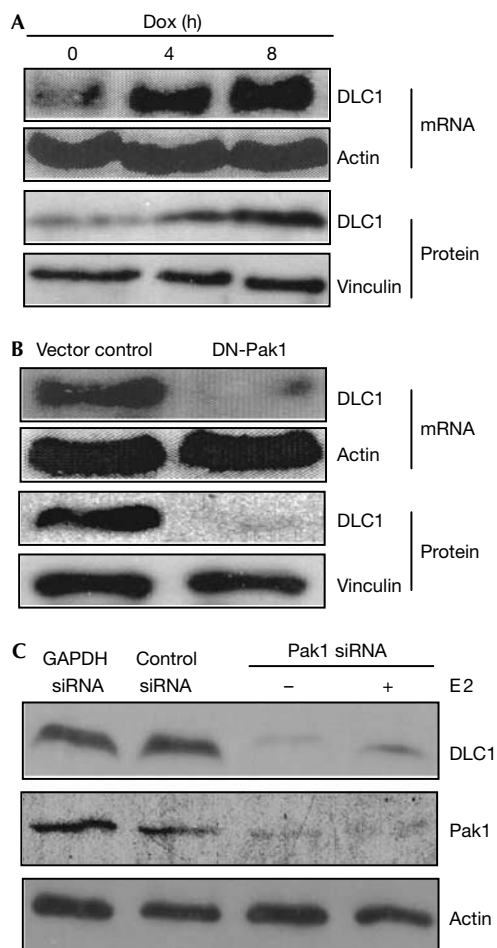 A
Dox (h)
0 4 8
DLC1
Actin
mRNA
DLC1
Vinculin
Protein
B
Vector control DN-Pak1
DLC1
Actin
mRNA
DLC1
Vinculin
Protein
C
GAPDH siRNA
Control siRNA
Pak1 siRNA
– + E2
DLC1
Pak1
Actin